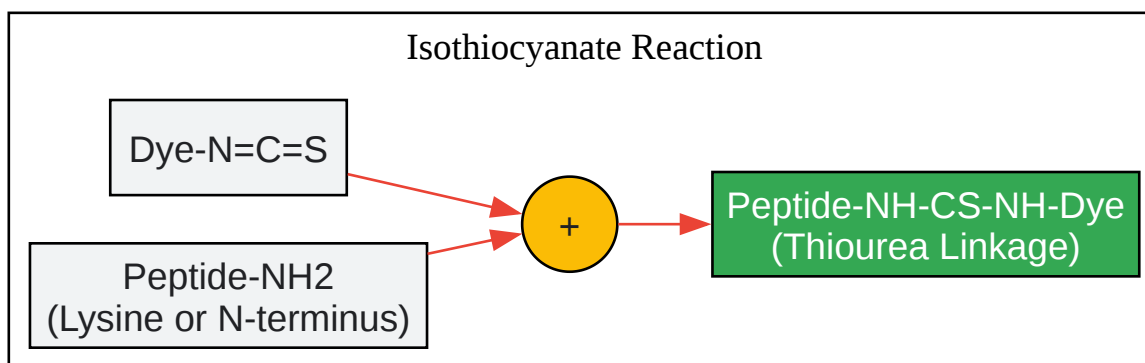 Isothiocyanate Reaction
Dye-N=C=S
Peptide-NH2
(Lysine or N-terminus)
+
Peptide-NH-CS-NH-Dye
(Thiourea Linkage)